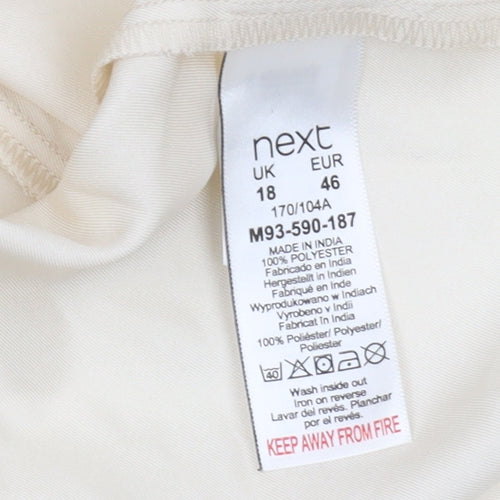 next
UK EUR
18 46
170/104A
M93-590-187
MADE IN INDIA
100% POLYESTER
Fabricado en India
Hergestellt in Indien
Fabriqué en Inde
Wyprodukowano w Indiach
Vyrobeno v Indii
Fabricat în India
100% Poliéster/ Polyester/
Poliester
40
Wash inside out
Iron on reverse
Lavar del revés. Planchar
por el revés.
KEEP AWAY FROM FIRE